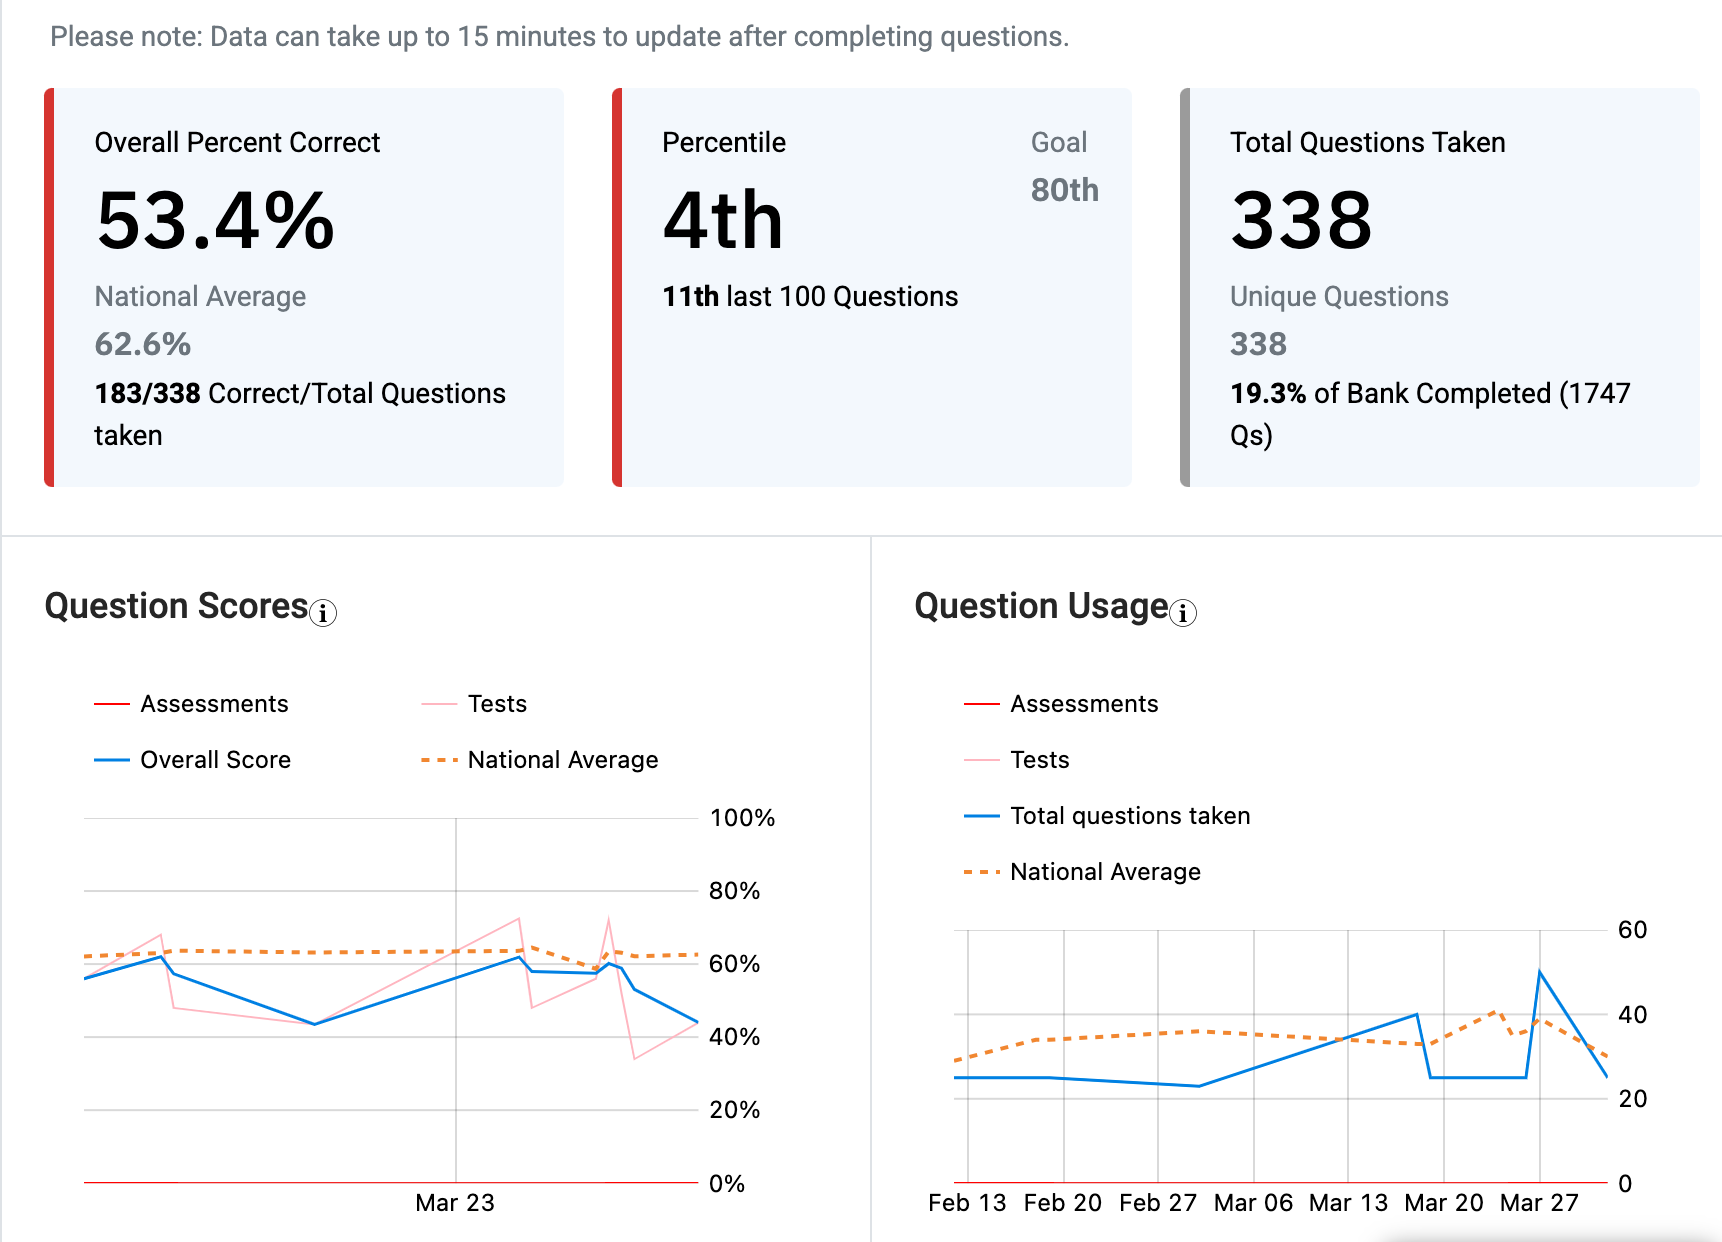 Please note: Data can take up to 15 minutes to update after completing questions.
Overall Percent Correct
53.4%
National Average
62.6%
183/338 Correct/Total Questions
taken
Percentile
4th
11th last 100 Questions
Goal
80th
Total Questions Taken
338
Unique Questions
338
19.3% of Bank Completed (1747
Qs)
Question Scores i
Assessments
Tests
Overall Score
National Average
100%
80%
60%
40%
20%
0%
Mar 23
Question Usage i
Assessments
Tests
Total questions taken
National Average
60
40
20
0
Feb 13 Feb 20 Feb 27 Mar 06 Mar 13 Mar 20 Mar 27